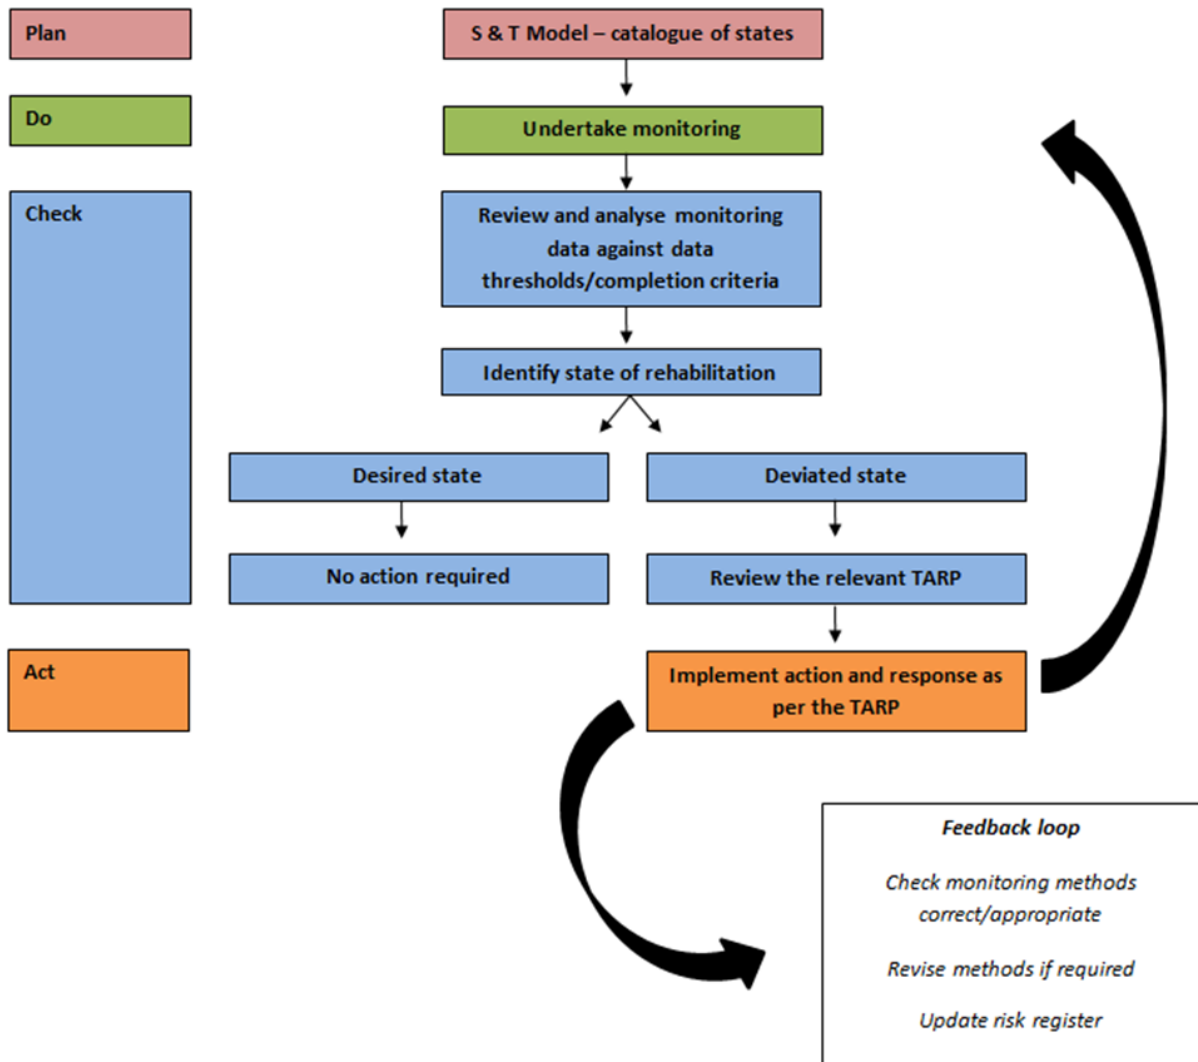 Plan
S & T Model – catalogue of states
Do
Undertake monitoring
Check
Review and analyse monitoring
data against data
thresholds/completion criteria
Identify state of rehabilitation
Desired state
Deviated state
No action required
Review the relevant TARP
Act
Implement action and response as
per the TARP
Feedback loop
Check monitoring methods
correct/appropriate
Revise methods if required
Update risk register